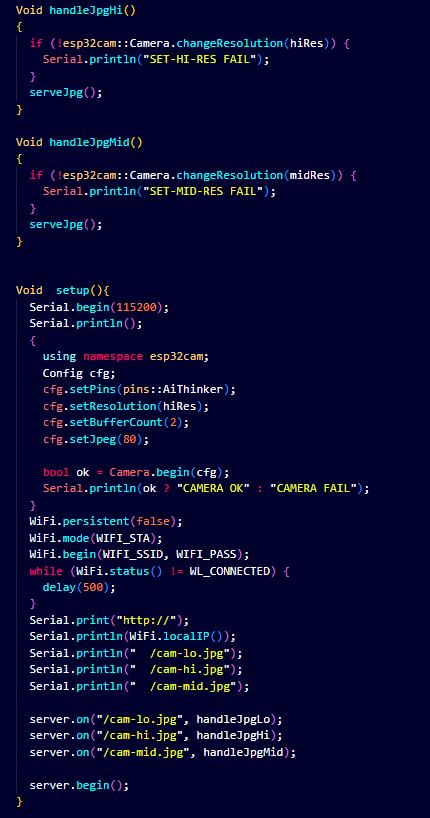 Void handleJpgHi()
{
  if (!esp32cam::Camera.changeResolution(hiRes)) {
    Serial.println("SET-HI-RES FAIL");
  }
  serveJpg();
}

Void handleJpgMid()
{
  if (!esp32cam::Camera.changeResolution(midRes)) {
    Serial.println("SET-MID-RES FAIL");
  }
  serveJpg();
}


Void  setup(){
  Serial.begin(115200);
  Serial.println();
  {
    using namespace esp32cam;
    Config cfg;
    cfg.setPins(pins::AiThinker);
    cfg.setResolution(hiRes);
    cfg.setBufferCount(2);
    cfg.setJpeg(80);

    bool ok = Camera.begin(cfg);
    Serial.println(ok ? "CAMERA OK" : "CAMERA FAIL");
  }
  WiFi.persistent(false);
  WiFi.mode(WIFI_STA);
  WiFi.begin(WIFI_SSID, WIFI_PASS);
  while (WiFi.status() != WL_CONNECTED) {
    delay(500);
  }
  Serial.print("http://");
  Serial.println(WiFi.localIP());
  Serial.println("  /cam-lo.jpg");
  Serial.println("  /cam-hi.jpg");
  Serial.println("  /cam-mid.jpg");

  server.on("/cam-lo.jpg", handleJpgLo);
  server.on("/cam-hi.jpg", handleJpgHi);
  server.on("/cam-mid.jpg", handleJpgMid);

  server.begin();
}